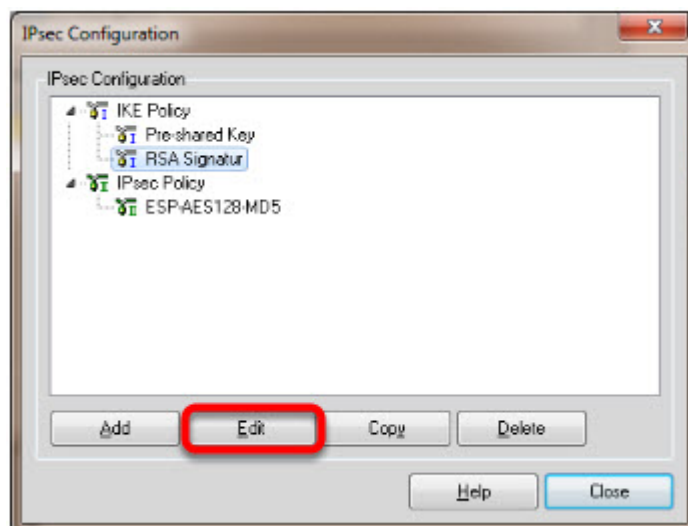 IPsec Configuration
IPsec Configuration
IKE Policy
Pre-shared Key
RSA Signatur
IPsec Policy
ESP-AES128-MD5
Add Edit Copy Delete
Help Close